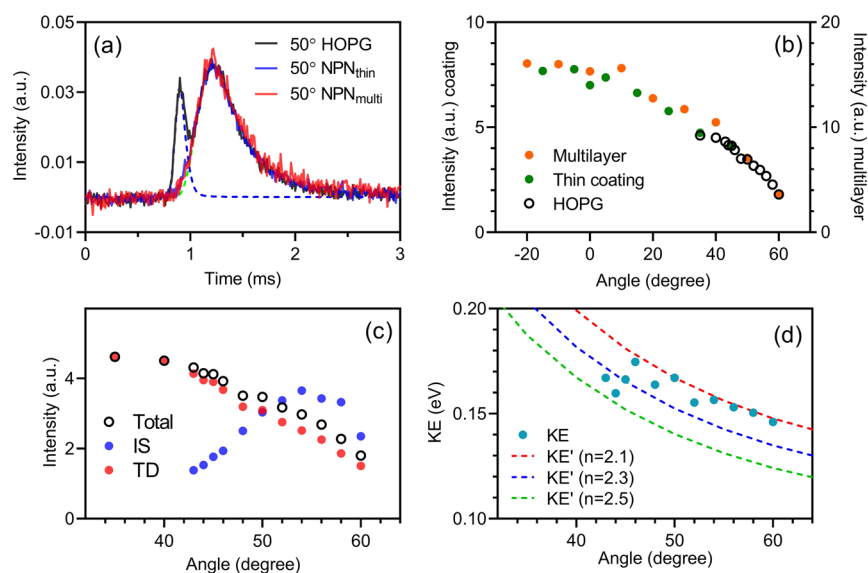 (a)
50° HOPG
50° NPNthin
50° NPNmulti
Intensity (a.u.)
0.05
0.03
0.01
-0.01
0
1
2
3
Time (ms)
(b)
Intensity (a.u.) coating
10
5
0
20
10
0
Intensity (a.u.) multilayer
Multilayer
Thin coating
HOPG
-20
0
20
40
60
Angle (degree)
(c)
Intensity (a.u.)
4
2
0
Total
IS
TD
40
50
60
Angle (degree)
(d)
KE (eV)
0.20
0.15
0.10
KE
KE' (n=2.1)
KE' (n=2.3)
KE' (n=2.5)
40
50
60
Angle (degree)